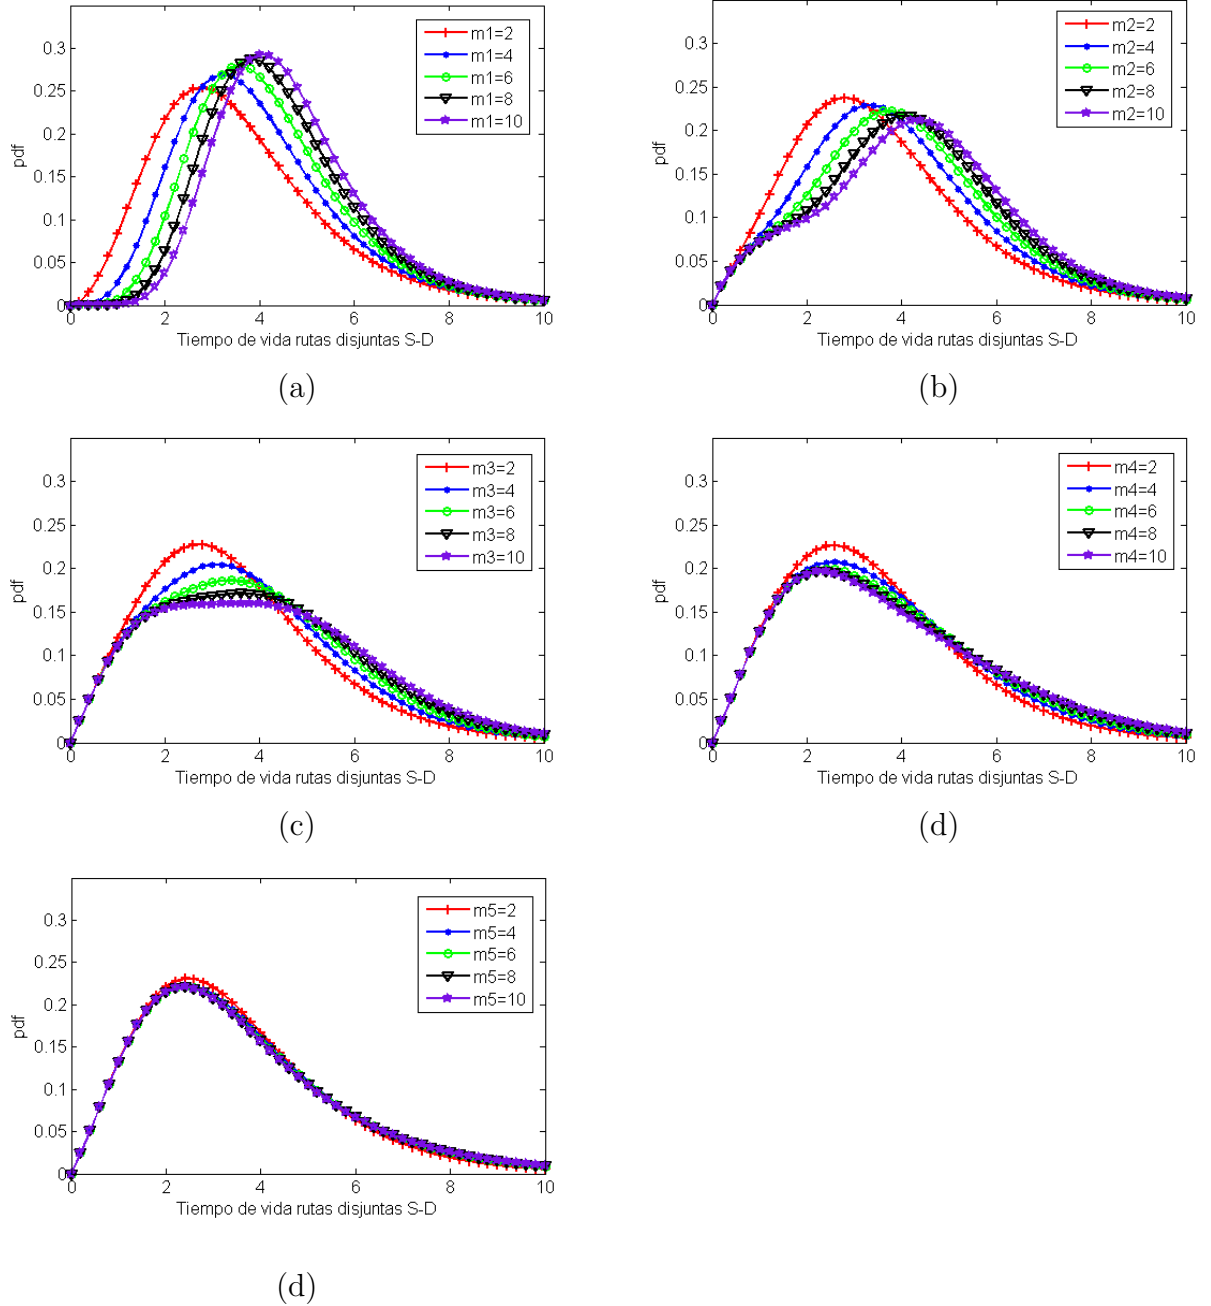 0.3
0.25
0.2
0.15
0.1
0.05
0
pdf
m1=2
m1=4
m1=6
m1=8
m1=10
0 2 4 6 8 10
Tiempo de vida rutas disjuntas S-D
(a)
0.3
0.25
0.2
0.15
0.1
0.05
0
pdf
m2=2
m2=4
m2=6
m2=8
m2=10
0 2 4 6 8 10
Tiempo de vida rutas disjuntas S-D
(b)
0.3
0.25
0.2
0.15
0.1
0.05
0
pdf
m3=2
m3=4
m3=6
m3=8
m3=10
0 2 4 6 8 10
Tiempo de vida rutas disjuntas S-D
(c)
0.3
0.25
0.2
0.15
0.1
0.05
0
pdf
m4=2
m4=4
m4=6
m4=8
m4=10
0 2 4 6 8 10
Tiempo de vida rutas disjuntas S-D
(d)
0.3
0.25
0.2
0.15
0.1
0.05
0
pdf
m5=2
m5=4
m5=6
m5=8
m5=10
0 2 4 6 8 10
Tiempo de vida rutas disjuntas S-D
(d)